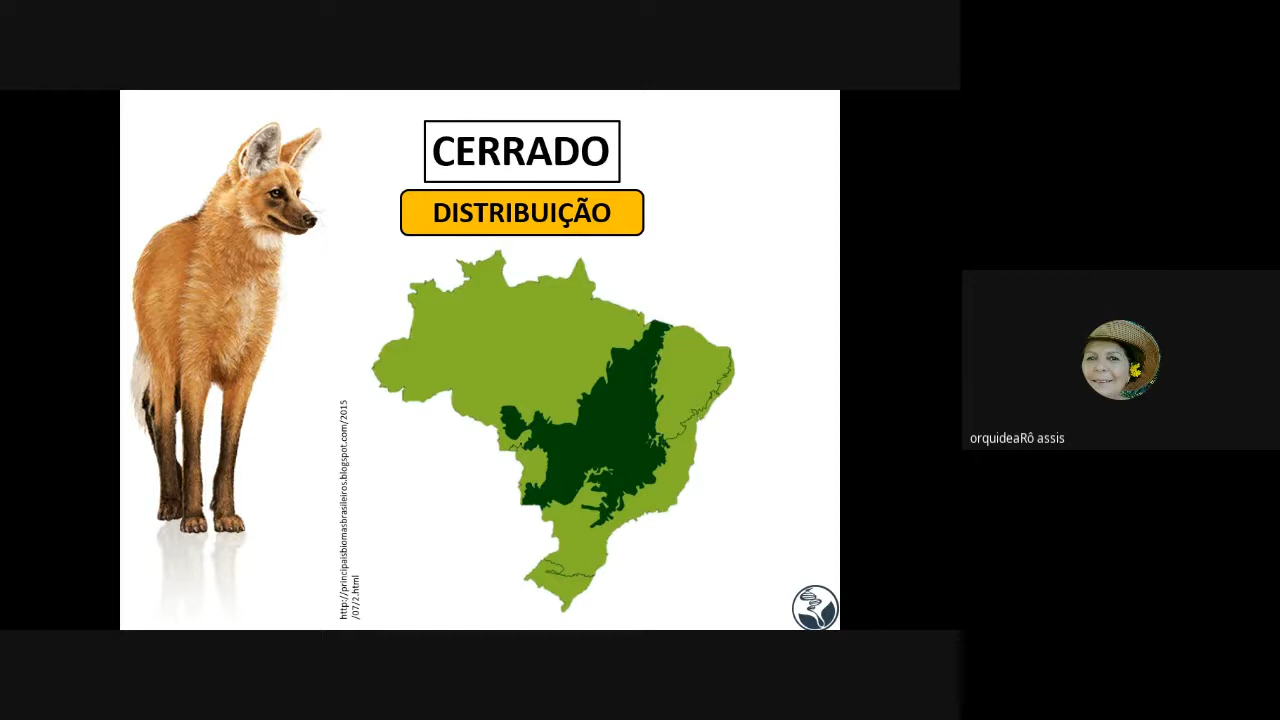 CERRADO
DISTRIBUIÇÃO
http://principaisbiomasbrasileiros.blogspot.com/2015
/07/2.html
orquideaRô assis